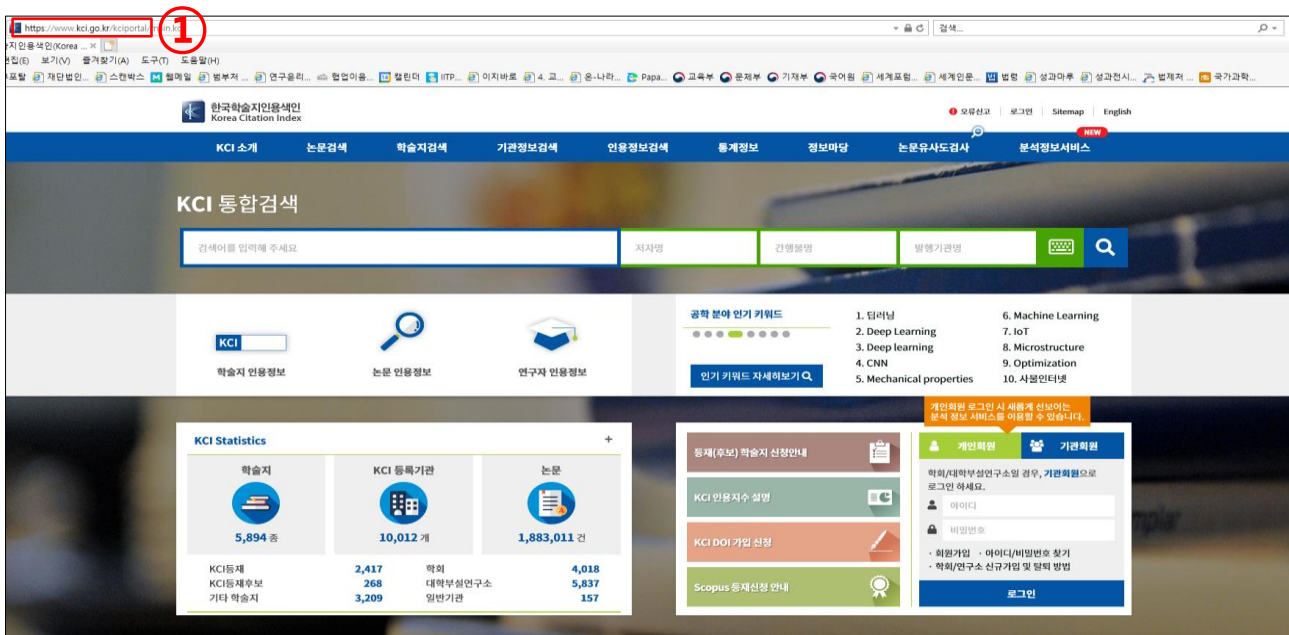 https://www.kci.go.kr/kciportal/main.kci
①
지인용색인(Korea ...
편집(E) 보기(V) 즐겨찾기(A) 도구(T) 도움말(H)
포탈 재단법인... 스캔박스 웹메일 범부처 ... 연구윤리... 협업이음... 캘린더 IITP... 이지바로 4. 교... 온-나라... Papa... 교육부 문체부 기재부 국어원 세계포럼... 세계인문... 법령 성과마루 성과전시... 법제처 ... 국가과학...
검색...
한국학술지인용색인
Korea Citation Index
오류신고 로그인 Sitemap English
KCI 소개 논문검색 학술지검색 기관정보검색 인용정보검색 통계정보 정보마당 논문유사도검사 분석정보서비스
NEW
KCI 통합검색
검색어를 입력해 주세요 저자명 간행물명 발행기관명
KCI
학술지 인용정보 논문 인용정보 연구자 인용정보
공학 분야 인기 키워드
인기 키워드 자세히보기
1. 딥러닝
2. Deep Learning
3. Deep learning
4. CNN
5. Mechanical properties
6. Machine Learning
7. IoT
8. Microstructure
9. Optimization
10. 사물인터넷
KCI Statistics +
학술지 KCI 등록기관 논문
5,894 종 10,012 개 1,883,011 건
KCI등재 2,417 학회 4,018
KCI등재후보 268 대학부설연구소 5,837
기타 학술지 3,209 일반기관 157
등재(후보) 학술지 신청안내
KCI 인용지수 설명
KCI DOI 가입 신청
Scopus 등재신청 안내
개인회원 로그인 시 새롭게 선보이는
분석 정보 서비스를 이용할 수 있습니다.
개인회원 기관회원
학회/대학부설연구소일 경우, 기관회원으로
로그인 하세요.
아이디
비밀번호
· 회원가입 · 아이디/비밀번호 찾기
· 학회/연구소 신규가입 및 탈퇴 방법
로그인